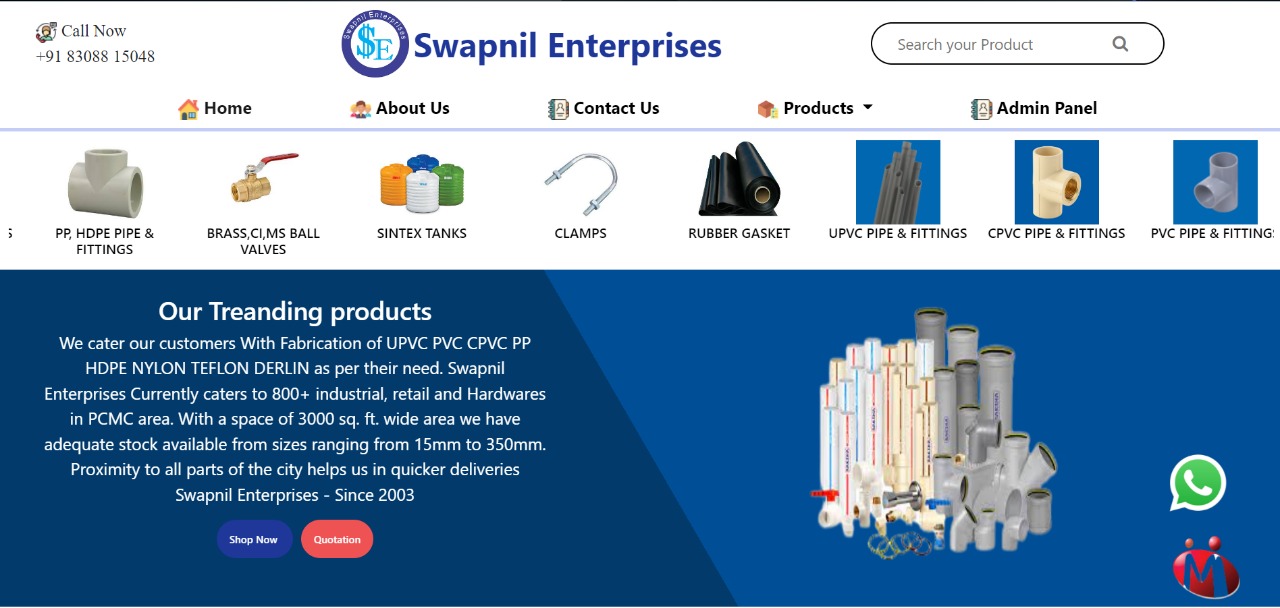 Call Now
+91 83088 15048
Swapnil Enterprises
SE
Swapnil Enterprises
Search your Product
Home
About Us
Contact Us
Products
Admin Panel
S
PP, HDPE PIPE &
FITTINGS
BRASS,CI,MS BALL
VALVES
SINTEX TANKS
CLAMPS
RUBBER GASKET
UPVC PIPE & FITTINGS
CPVC PIPE & FITTINGS
PVC PIPE & FITTING
Our Treanding products
We cater our customers With Fabrication of UPVC PVC CPVC PP
HDPE NYLON TEFLON DERLIN as per their need. Swapnil
Enterprises Currently caters to 800+ industrial, retail and Hardwares
in PCMC area. With a space of 3000 sq. ft. wide area we have
adequate stock available from sizes ranging from 15mm to 350mm.
Proximity to all parts of the city helps us in quicker deliveries
Swapnil Enterprises - Since 2003
Shop Now
Quotation
M